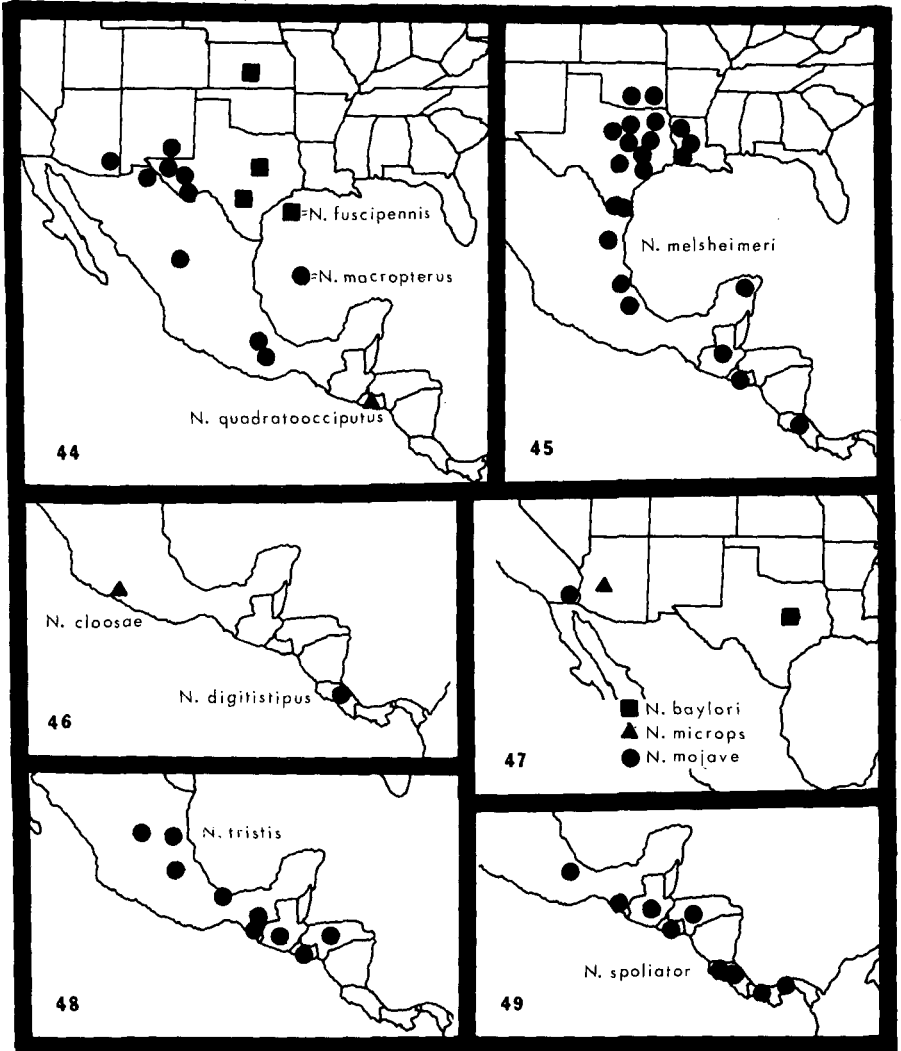 =N. fuscipennis
=N. macropterus
N. quadratoocciputus
44
N. melsheimeri
45
N. cloosae
N. digitistipus
46
N. baylori
N. microps
N. mojave
47
N. tristis
48
N. spoliator
49